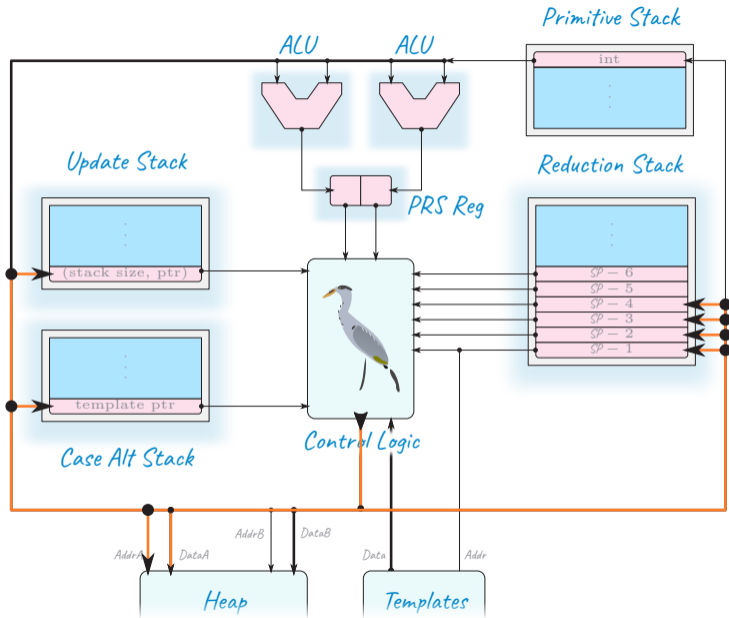 Primitive Stack
ALU
ALU
int
Update Stack
Reduction Stack
PRS Reg
(stack size, ptr)
SP − 6
SP − 5
SP − 4
SP − 3
SP − 2
SP − 1
template ptr
Control Logic
Case Alt Stack
AddrA
DataA
AddrB
DataB
Data
Addr
Heap
Templates